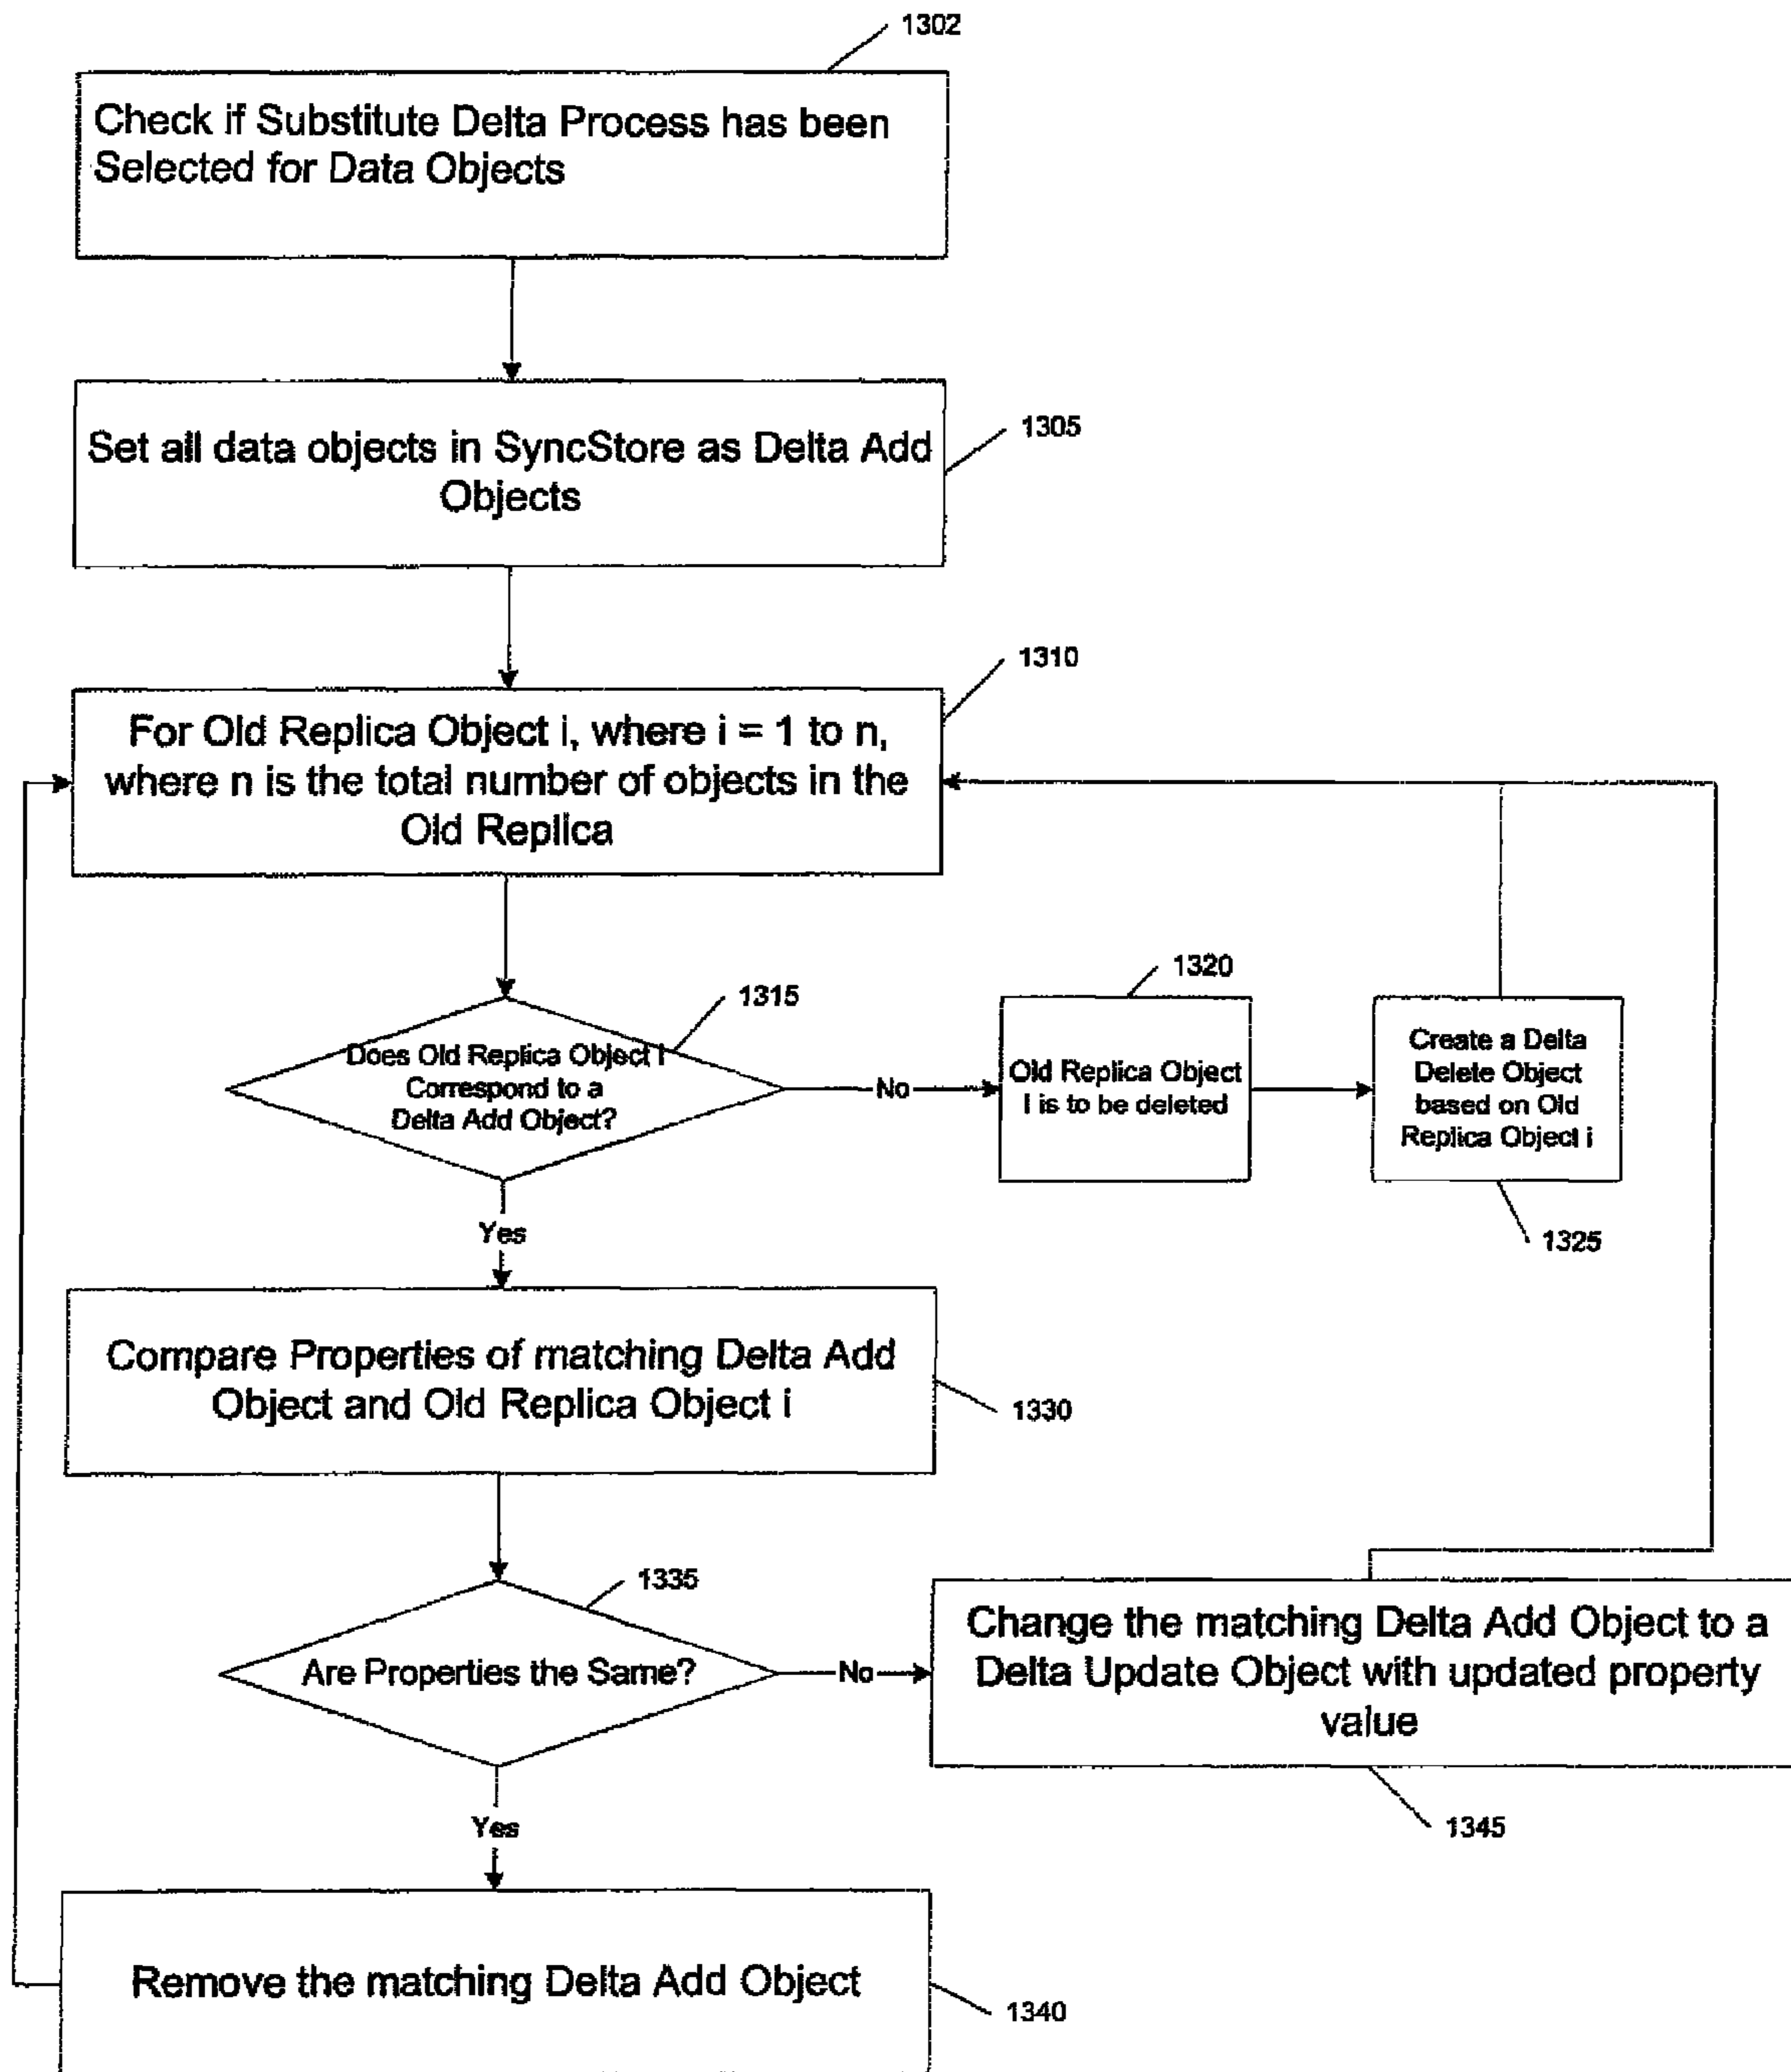 1302
Check if Substitute Delta Process has been
Selected for Data Objects
1305
Set all data objects in SyncStore as Delta Add
Objects
1310
For Old Replica Object i, where i = 1 to n,
where n is the total number of objects in the
Old Replica
1315
Does Old Replica Object I
Correspond to a
Delta Add Object?
No
1320
Old Replica Object
I is to be deleted
Create a Delta
Delete Object
based on Old
Replica Object i
1325
Yes
Compare Properties of matching Delta Add
Object and Old Replica Object i
1330
1335
Are Properties the Same?
No
Change the matching Delta Add Object to a
Delta Update Object with updated property
value
1345
Yes
Remove the matching Delta Add Object
1340